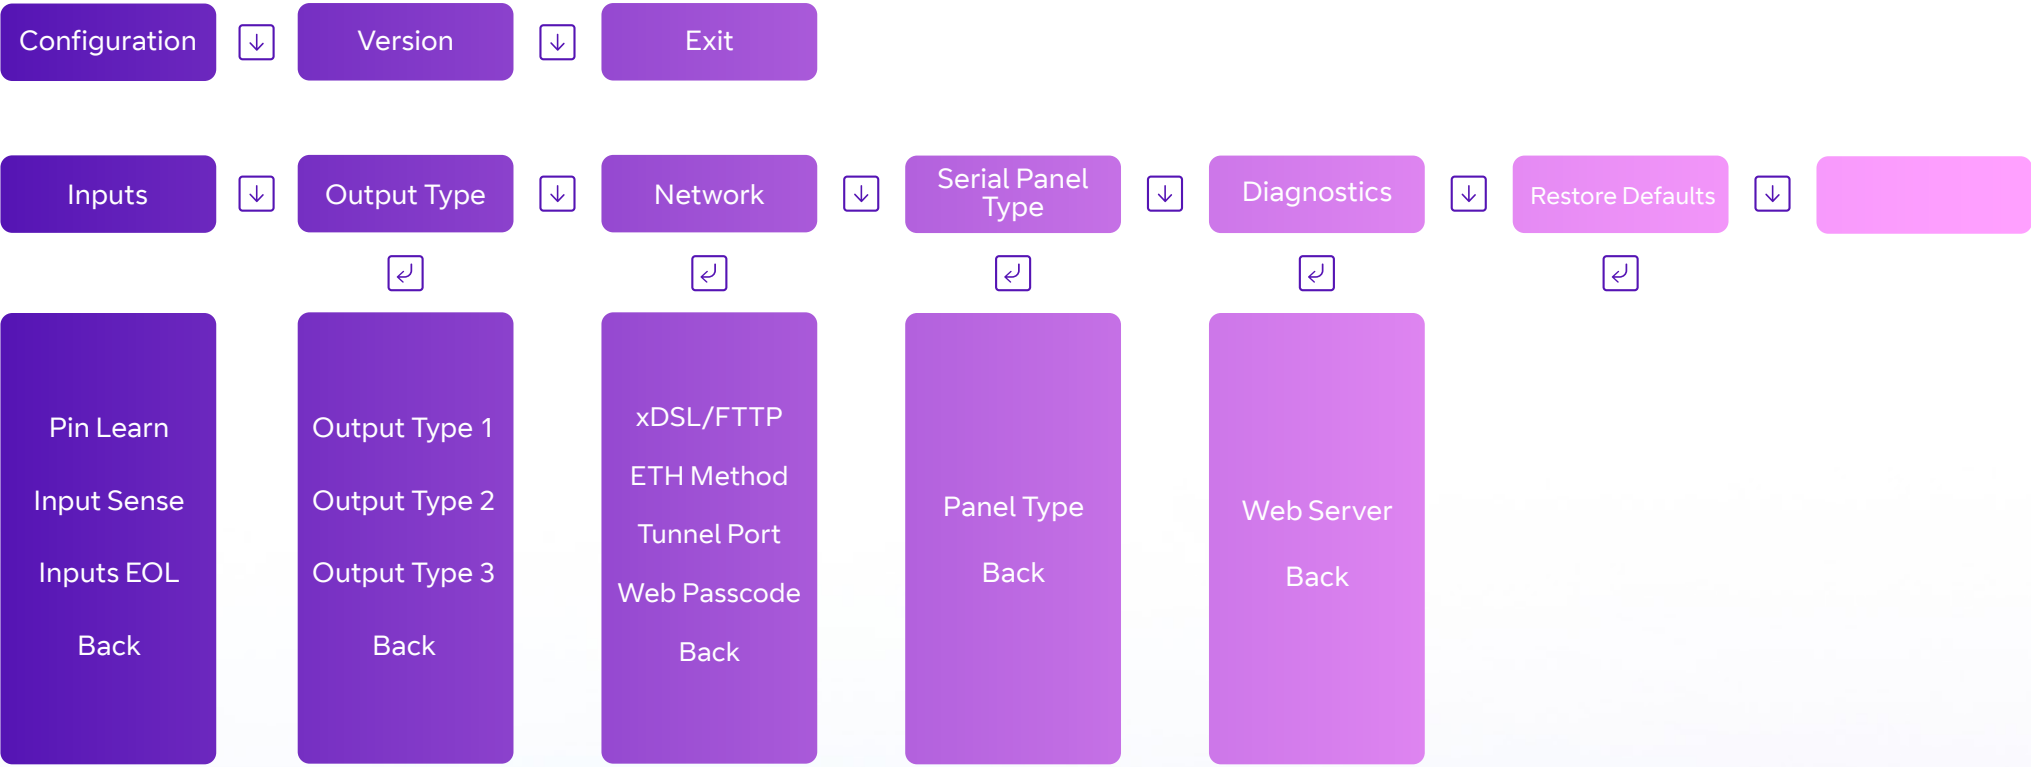 Configuration
Version
Exit
Inputs
Output Type
Network
Serial Panel
Type
Diagnostics
Restore Defaults
Pin Learn
Input Sense
Inputs EOL
Back
Output Type 1
Output Type 2
Output Type 3
Back
xDSL/FTTP
ETH Method
Tunnel Port
Web Passcode
Back
Panel Type
Back
Web Server
Back